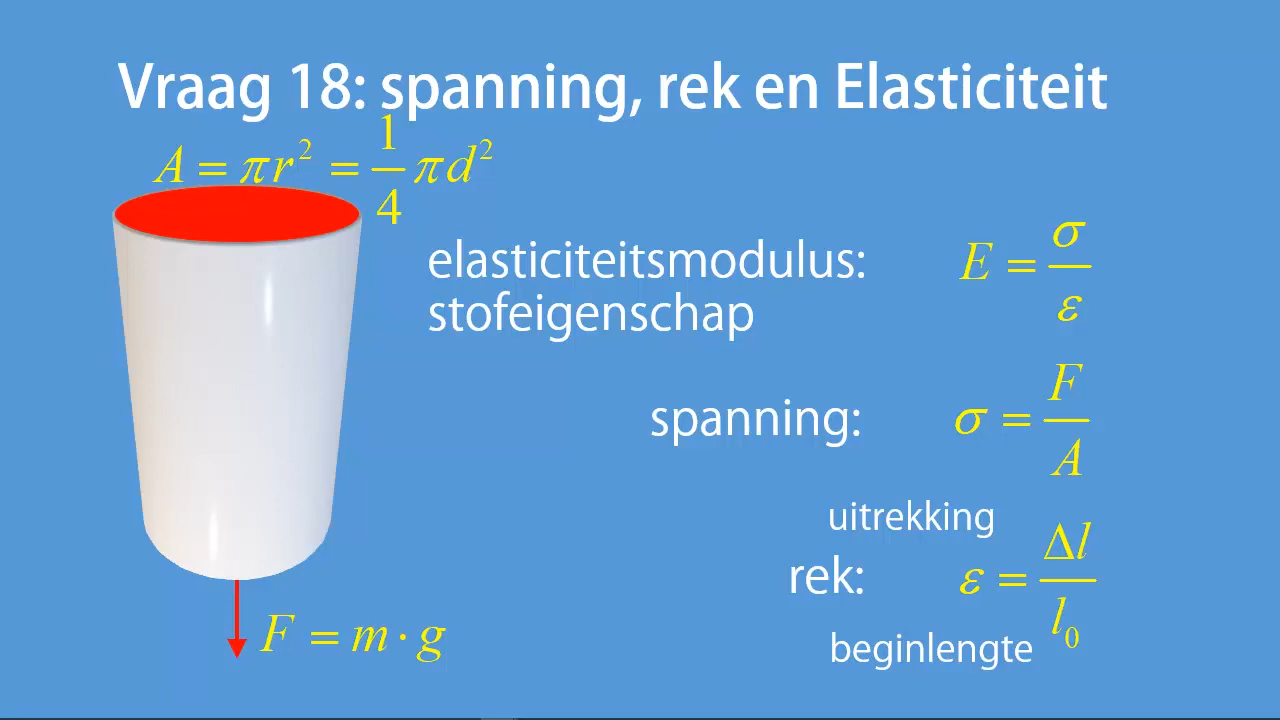 Vraag 18: spanning, rek en Elasticiteit
A = πr² = 1/4 πd²
elasticiteitsmodulus: E = σ/ε
stofeigenschap
spanning: σ = F/A
uitrekking
rek: ε = Δl/l₀
beginlengte
F = m · g